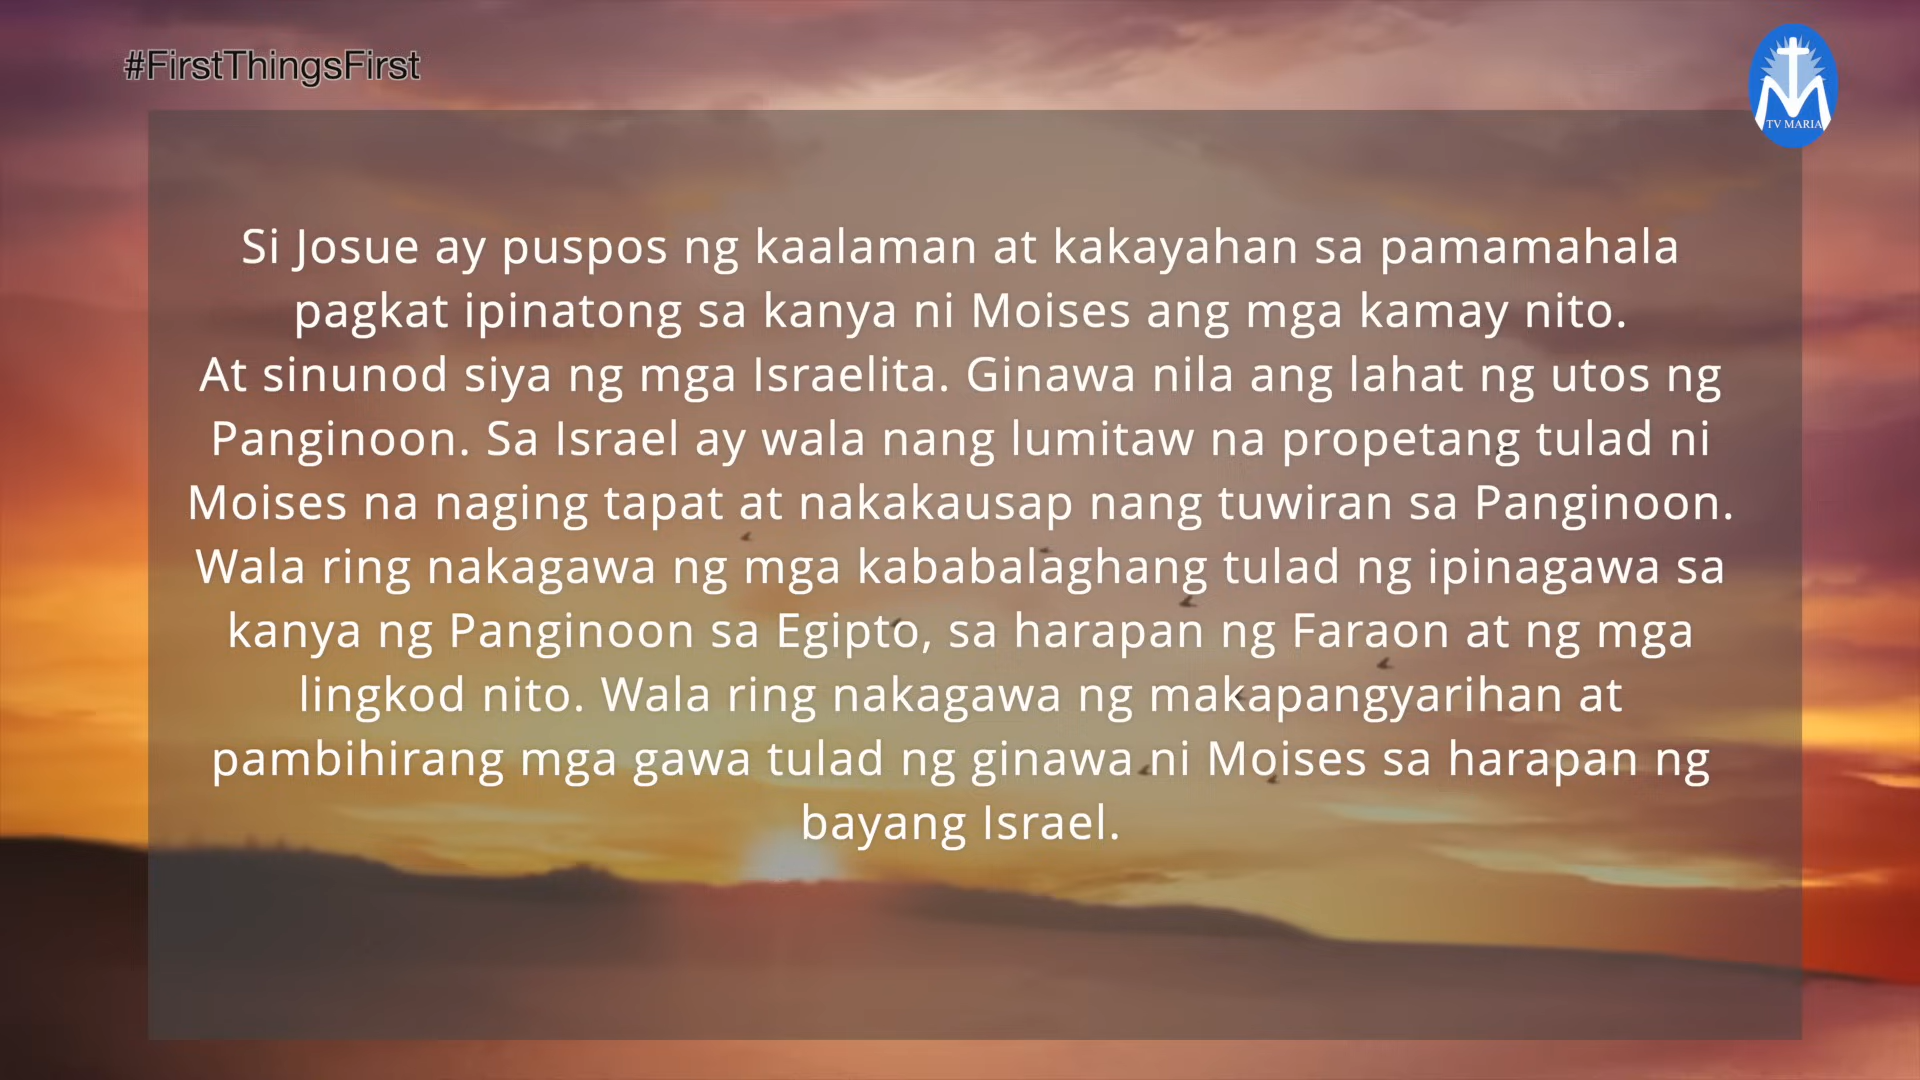 #FirstThingsFirst
TV MARIA
Si Josue ay puspos ng kaalaman at kakayahan sa pamamahala
pagkat ipinatong sa kanya ni Moises ang mga kamay nito.
At sinunod siya ng mga Israelita. Ginawa nila ang lahat ng utos ng
Panginoon. Sa Israel ay wala nang lumitaw na propetang tulad ni
Moises na naging tapat at nakakausap nang tuwiran sa Panginoon.
Wala ring nakagawa ng mga kababalaghang tulad ng ipinagawa sa
kanya ng Panginoon sa Egipto, sa harapan ng Faraon at ng mga
lingkod nito. Wala ring nakagawa ng makapangyarihan at
pambihirang mga gawa tulad ng ginawa ni Moises sa harapan ng
bayang Israel.